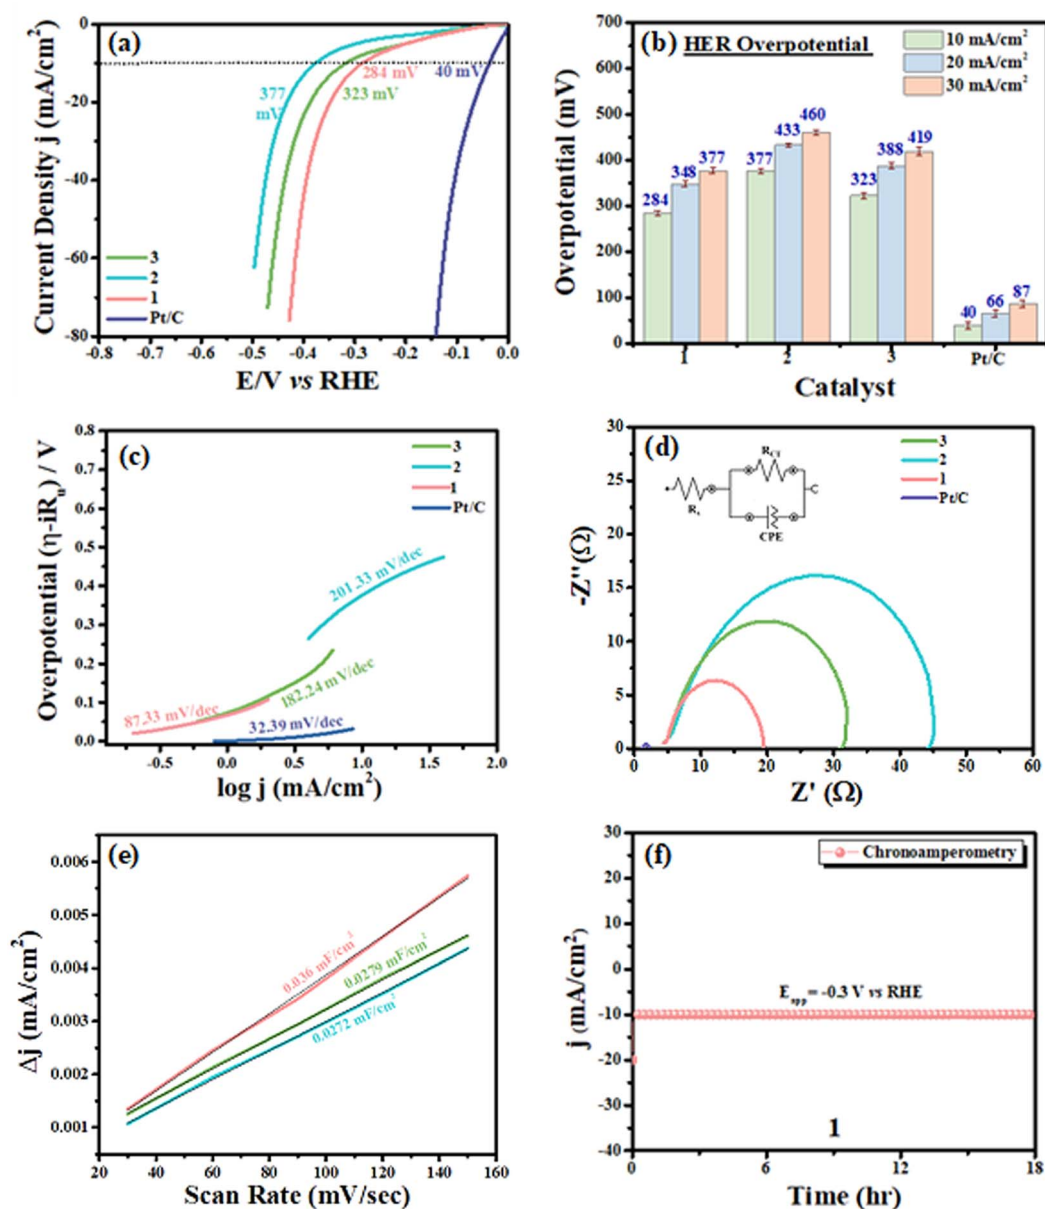 (a)
Current Density j (mA/cm²)
0
-20
-40
-60
-80
377
mV
323 mV
284 mV
40 mV
3
2
1
Pt/C
-0.8 -0.7 -0.6 -0.5 -0.4 -0.3 -0.2 -0.1 0.0
E/V vs RHE
(b) HER Overpotential
10 mA/cm²
20 mA/cm²
30 mA/cm²
Overpotential (mV)
700
600
500
400
300
200
100
0
284 348 377
377 433 460
323 388 419
40 66 87
1 2 3 Pt/C
Catalyst
(c)
Overpotential (η-iRu) / V
0.8
0.7
0.6
0.5
0.4
0.3
0.2
0.1
0.0
3
2
1
Pt/C
201.33 mV/dec
182.24 mV/dec
87.33 mV/dec
32.39 mV/dec
-0.5 0.0 0.5 1.0 1.5 2.0
log j (mA/cm²)
(d)
-Z''(Ω)
30
25
20
15
10
5
0
RCT
Rs
CPE
C
3
2
1
Pt/C
0 10 20 30 40 50 60
Z' (Ω)
(e)
Δj (mA/cm²)
0.006
0.005
0.004
0.003
0.002
0.001
0.036 mF/cm²
0.0279 mF/cm²
0.0272 mF/cm²
20 40 60 80 100 120 140 160
Scan Rate (mV/sec)
(f)
Chronoamperometry
j (mA/cm²)
30
20
10
0
-10
-20
-30
-40
Eapp= -0.3 V vs RHE
1
0 6 12 18
Time (hr)